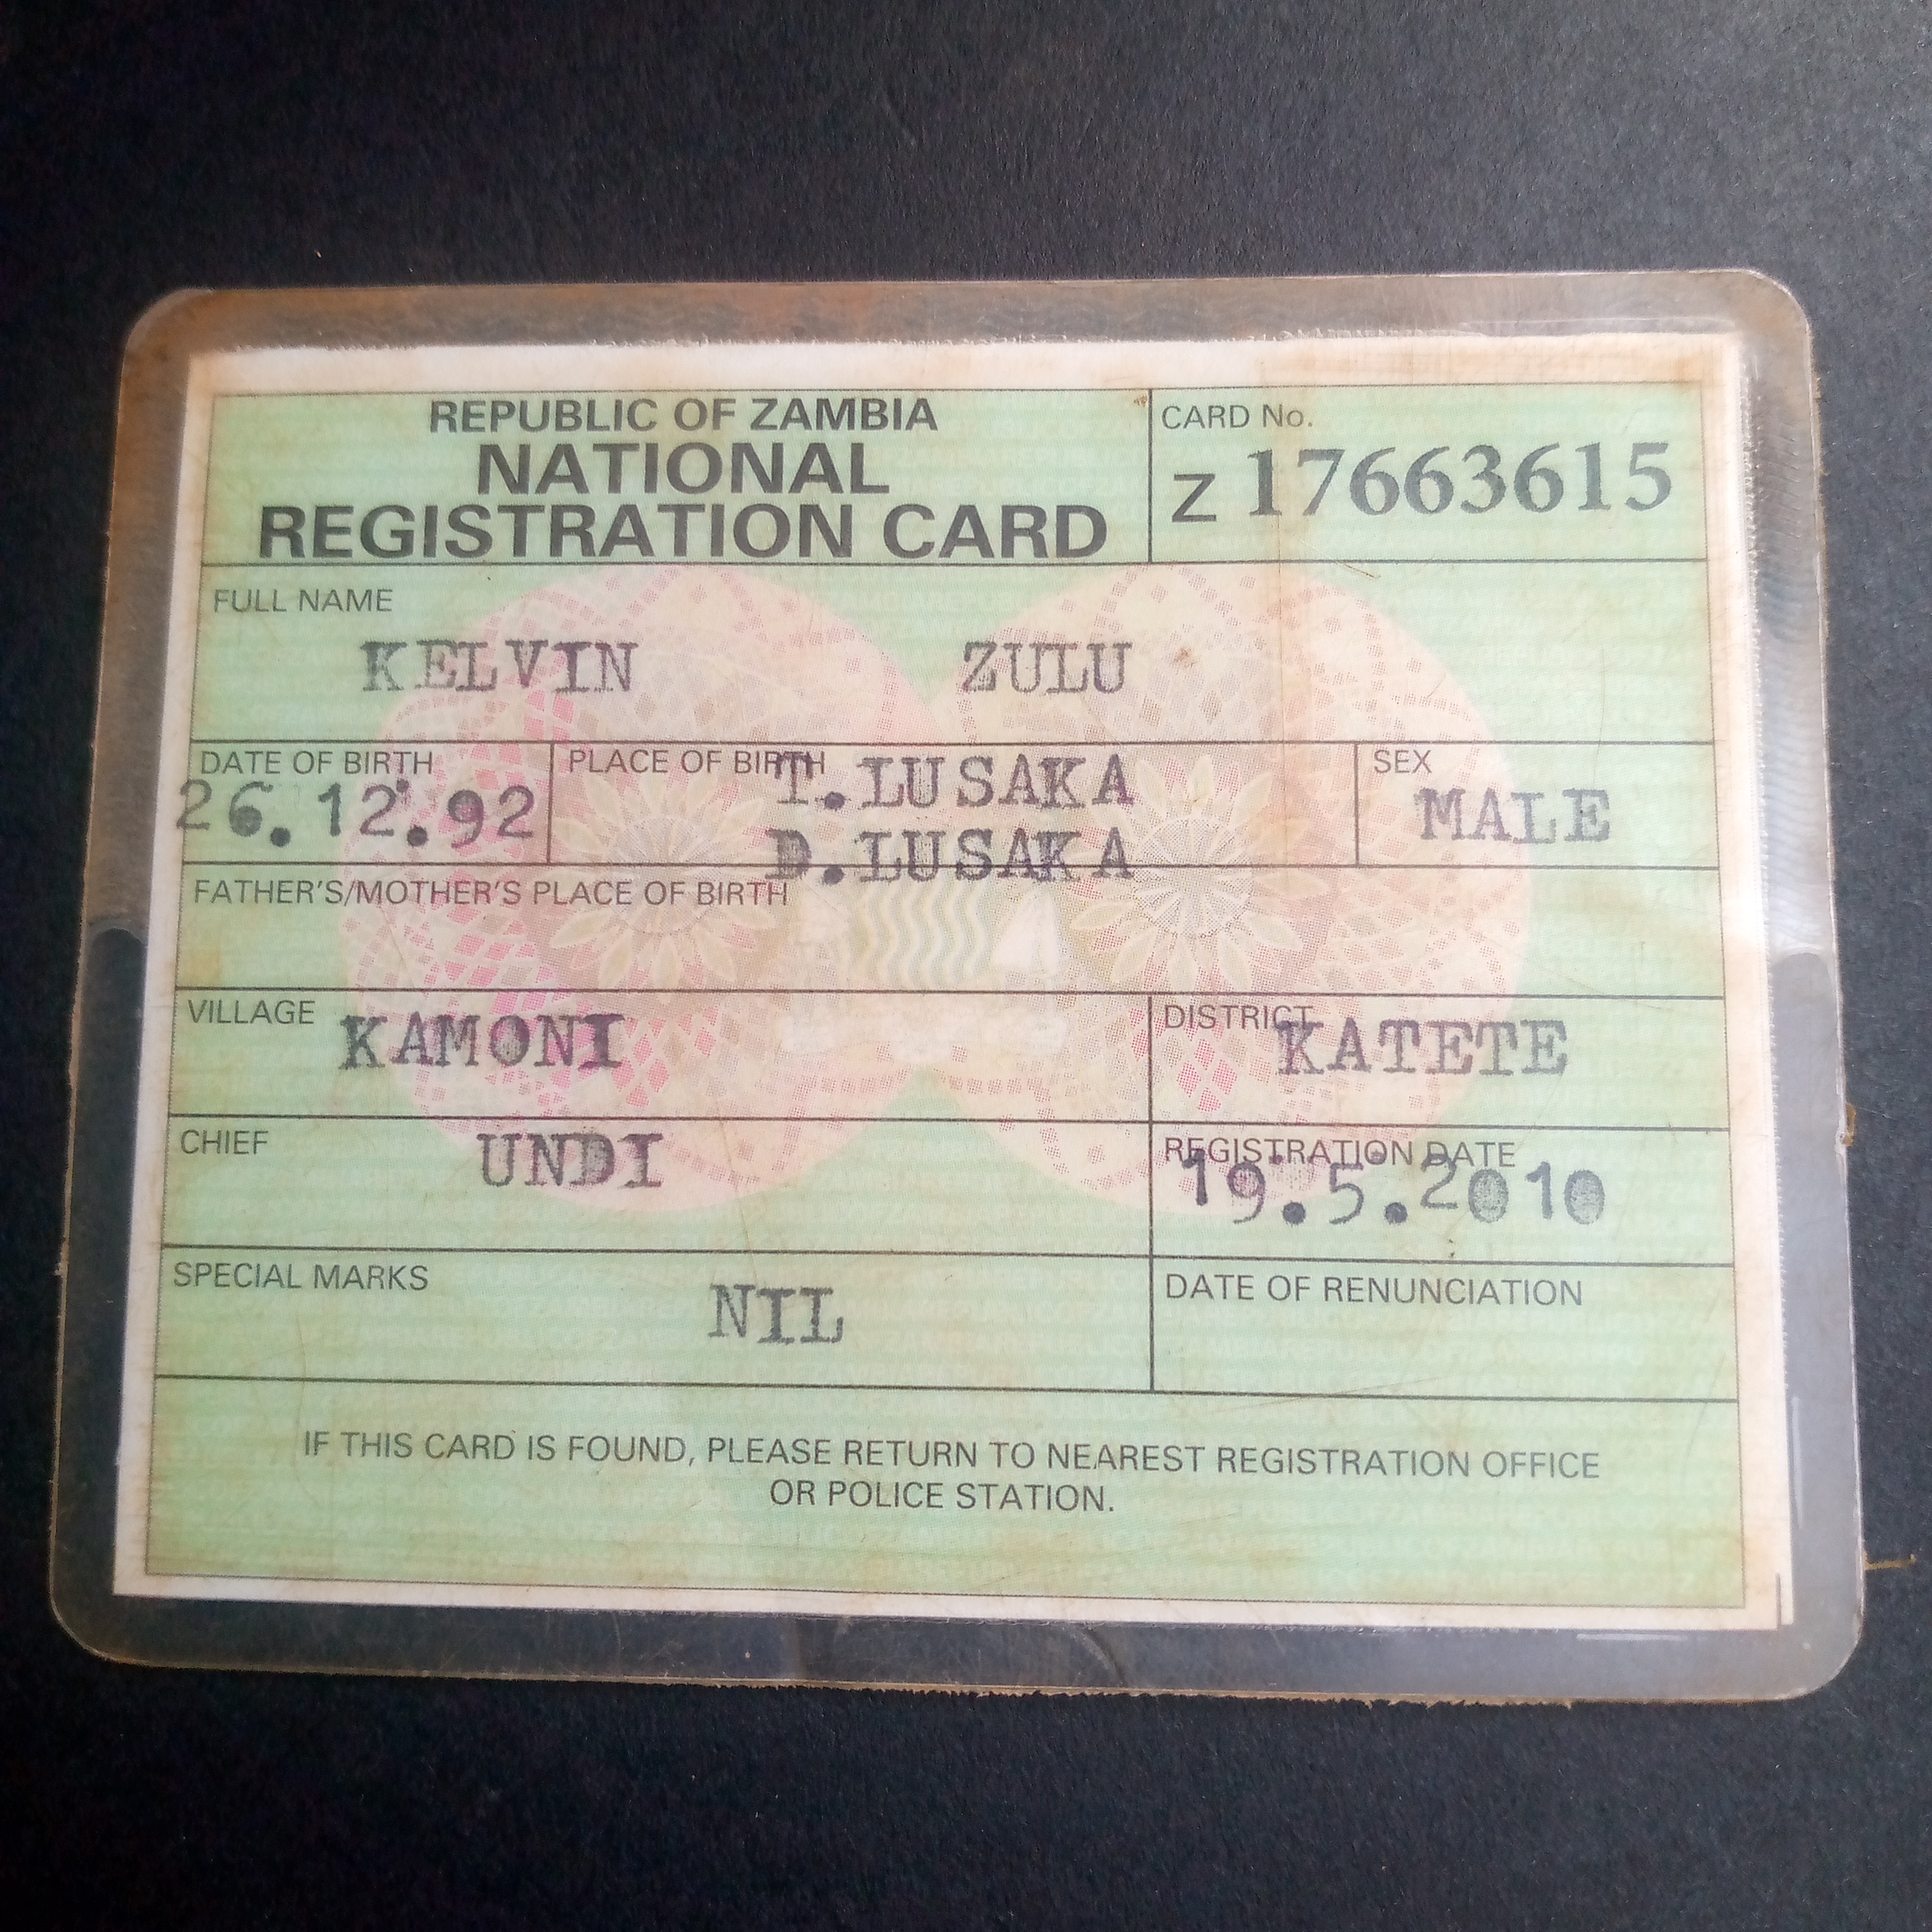 REPUBLIC OF ZAMBIA
NATIONAL
REGISTRATION CARD
CARD No.
Z 17663615
FULL NAME
KELVIN ZULU
DATE OF BIRTH
26.12.92
PLACE OF BIRTH
T.LUSAKA
D.LUSAKA
SEX
MALE
FATHER'S/MOTHER'S PLACE OF BIRTH
VILLAGE
KAMONI
DISTRICT
KATETE
CHIEF
UNDI
REGISTRATION DATE
19.5.2010
SPECIAL MARKS
NIL
DATE OF RENUNCIATION
IF THIS CARD IS FOUND, PLEASE RETURN TO NEAREST REGISTRATION OFFICE
OR POLICE STATION.